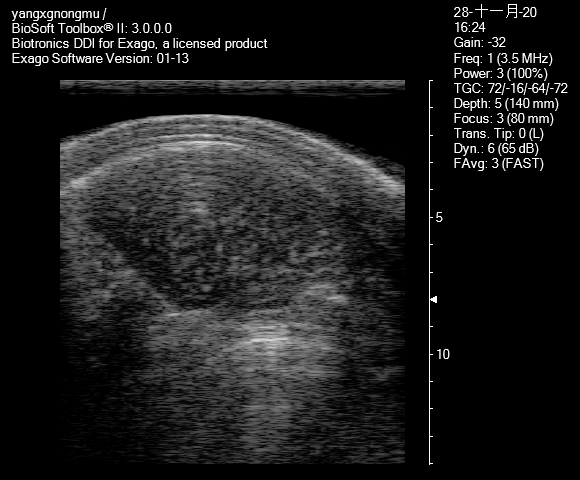 yangxgnongmu /
BioSoft Toolbox® II: 3.0.0.0
Biotronics DDI for Exago, a licensed product
Exago Software Version: 01-13
28-十一月-20
16:24
Gain: -32
Freq: 1 (3.5 MHz)
Power: 3 (100%)
TGC: 72/-16/-64/-72
Depth: 5 (140 mm)
Focus: 3 (80 mm)
Trans. Tip: 0 (L)
Dyn.: 6 (65 dB)
FAvg: 3 (FAST)
5
10